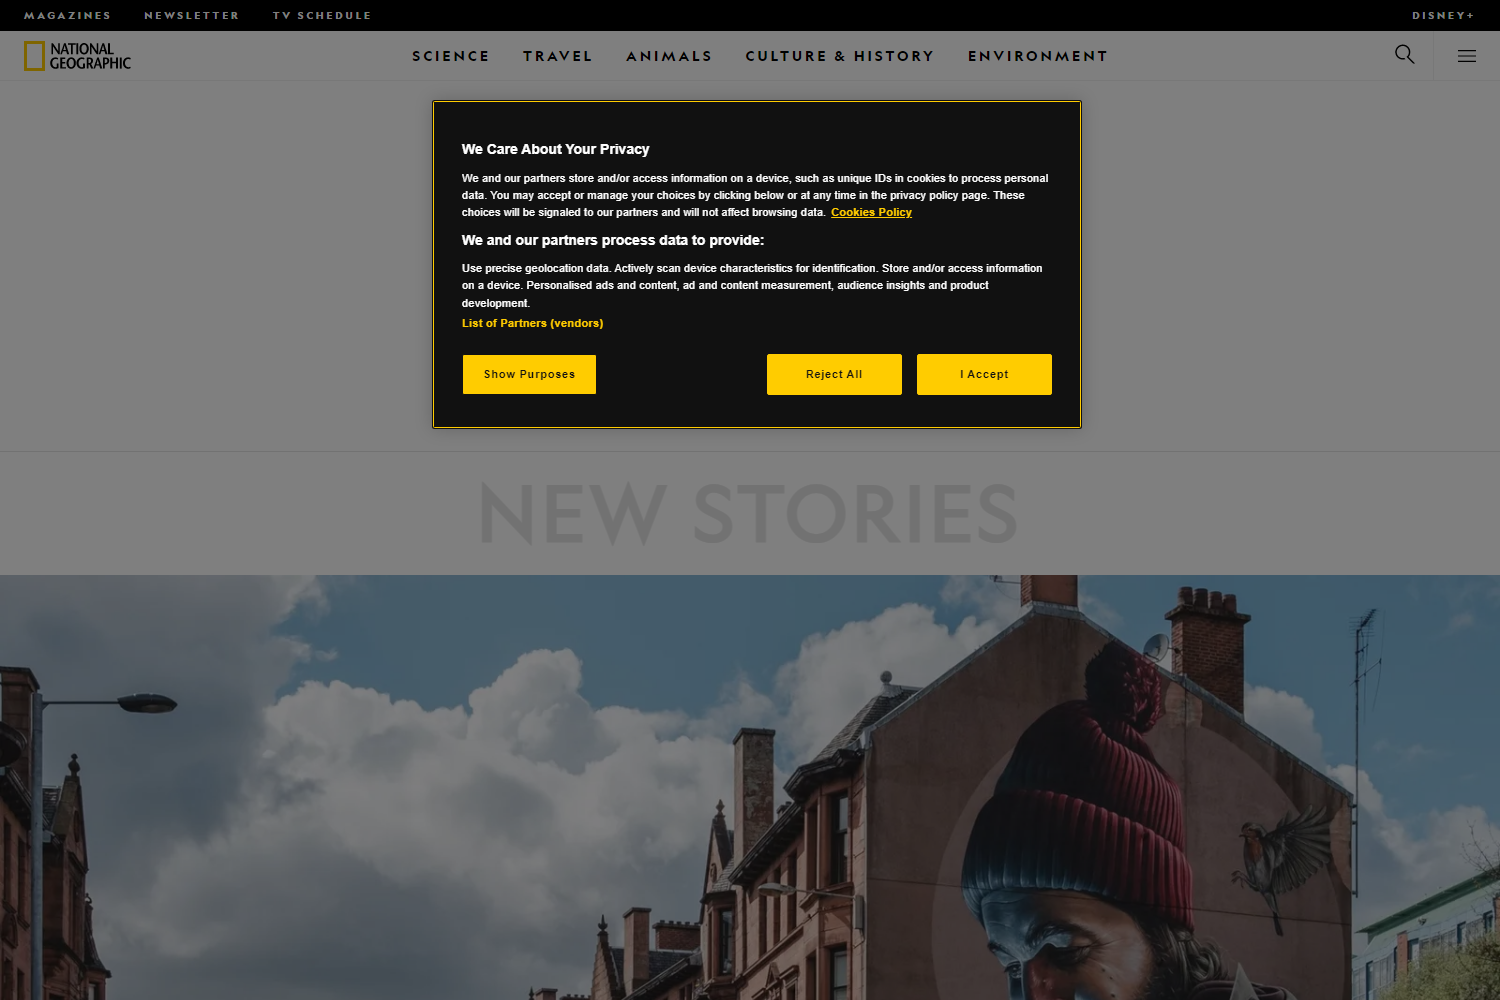 MAGAZINES NEWSLETTER TV SCHEDULE DISNEY+
NATIONAL
GEOGRAPHIC
SCIENCE TRAVEL ANIMALS CULTURE & HISTORY ENVIRONMENT
We Care About Your Privacy
We and our partners store and/or access information on a device, such as unique IDs in cookies to process personal
data. You may accept or manage your choices by clicking below or at any time in the privacy policy page. These
choices will be signaled to our partners and will not affect browsing data. Cookies Policy
We and our partners process data to provide:
Use precise geolocation data. Actively scan device characteristics for identification. Store and/or access information
on a device. Personalised ads and content, ad and content measurement, audience insights and product
development.
List of Partners (vendors)
Show Purposes Reject All I Accept
NEW STORIES